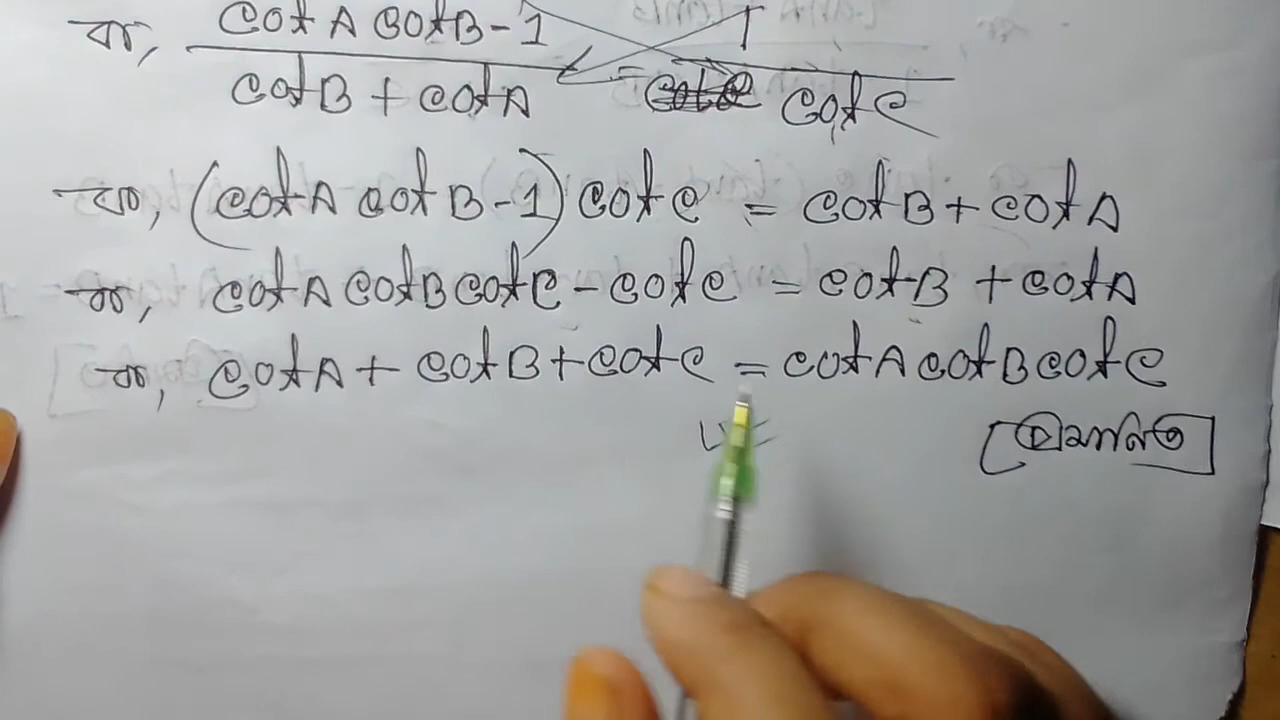 বা, cotA cotB-1 / cotB + cotA = 1 / cotC
বা, (cotA cotB-1) cotC = cotB + cotA
বা, cotA cotB cotC - cotC = cotB + cotA
বা, cotA + cotB + cotC = cotA cotB cotC
[প্রমাণিত]